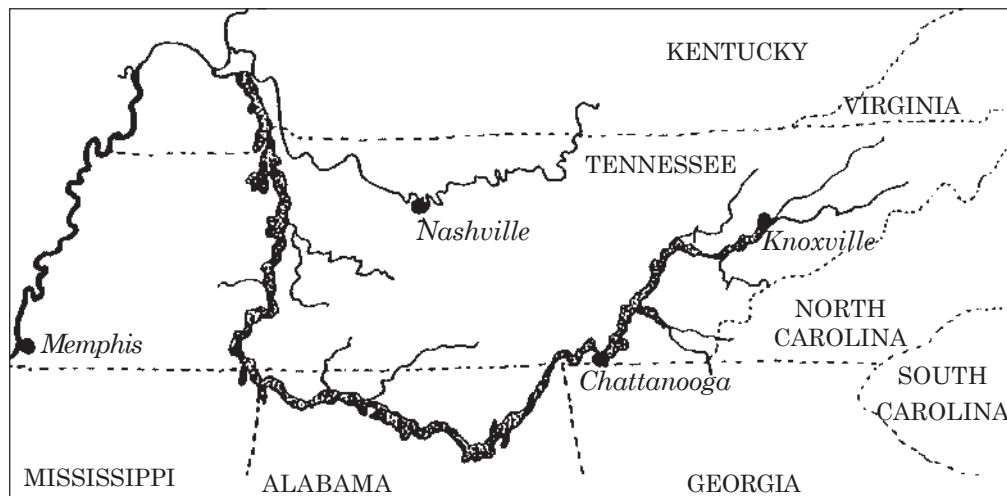 KENTUCKY
VIRGINIA
TENNESSEE
Nashville
Knoxville
NORTH
CAROLINA
Memphis
Chattanooga
SOUTH
CAROLINA
MISSISSIPPI
ALABAMA
GEORGIA